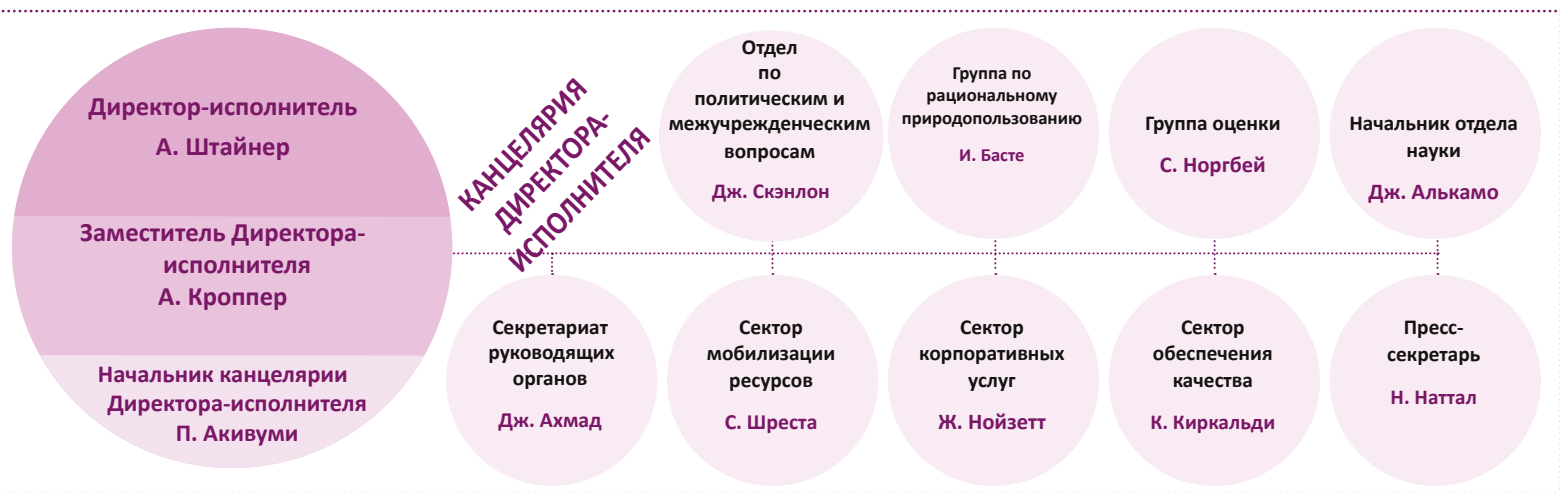 Директор-исполнитель
А. Штайнер
Заместитель Директора-
исполнителя
А. Кроппер
Начальник канцелярии
Директора-исполнителя
П. Акивуми
КАНЦЕЛЯРИЯ
ДИРЕКТОРА-
ИСПОЛНИТЕЛЯ
Отдел
по
политическим и
межучрежденческим
вопросам
Дж. Скэнлон
Группа по
рациональному
природопользованию
И. Басте
Группа оценки
С. Норгбей
Начальник отдела
науки
Дж. Алькамо
Секретариат
руководящих
органов
Дж. Ахмад
Сектор
мобилизации
ресурсов
С. Шреста
Сектор
корпоративных
услуг
Ж. Нойзетт
Сектор
обеспечения
качества
К. Киркальди
Пресс-
секретарь
Н. Наттал